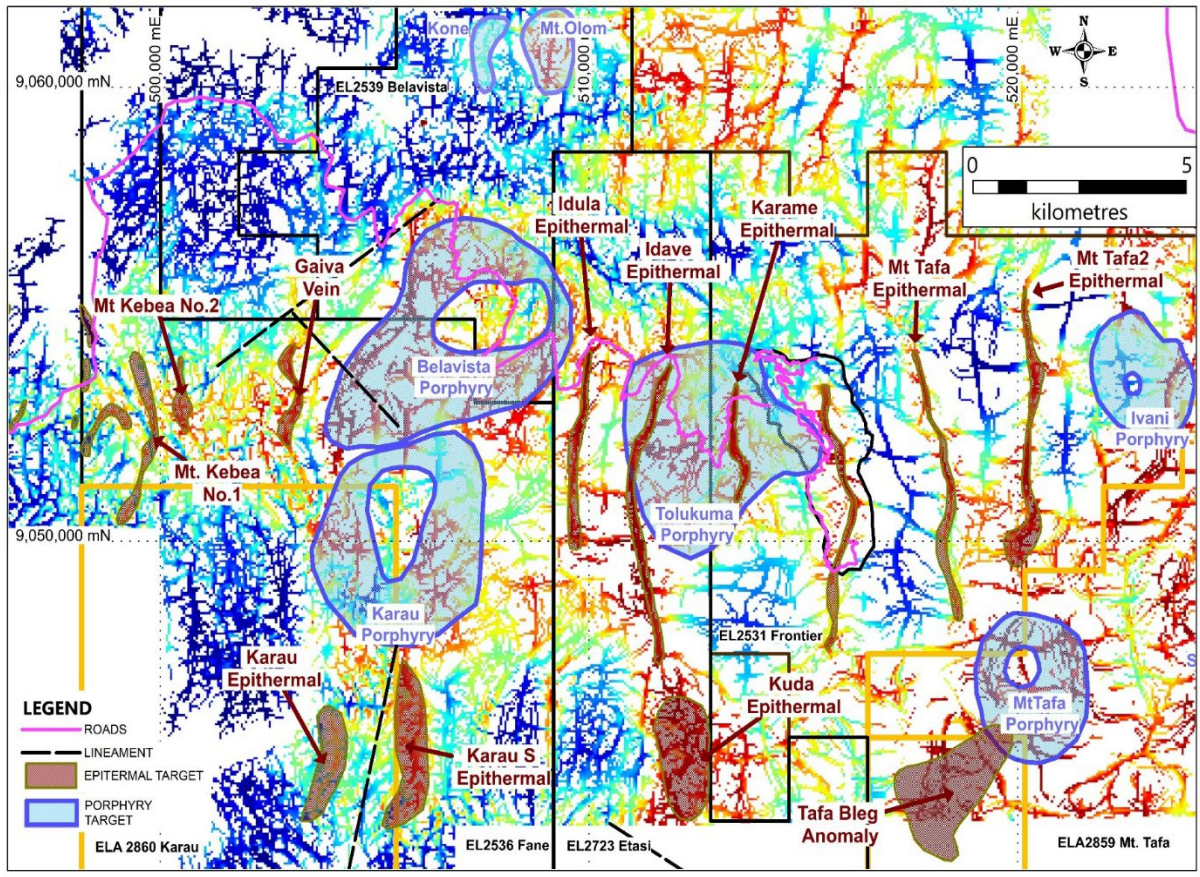 Kone
Mt.Olom
N
W
E
S
9,060,000 mN
500,000 mE
510,000 mE
520,000 mE
EL2539 Belavista
0
5
kilometres
Idula
Epithermal
Karame
Epithermal
Idave
Epithermal
Gaiva
Vein
Mt Kebea No.2
Mt Tafa
Epithermal
Mt Tafa2
Epithermal
Belavista
Porphyry
Ivani
Porphyry
Mt. Kebea
No.1
Tolukuma
Porphyry
9,050,000 mN
Karau
Porphyry
EL2531 Frontier
Karau
Epithermal
Kuda
Epithermal
MtTafa
Porphyry
S
LEGEND
ROADS
LINEAMENT
EPITERMAL TARGET
PORPHYRY
TARGET
Karau S
Epithermal
Tafa Bleg
Anomaly
ELA 2860 Karau
EL2536 Fane
EL2723 Etasi
ELA2859 Mt. Tafa